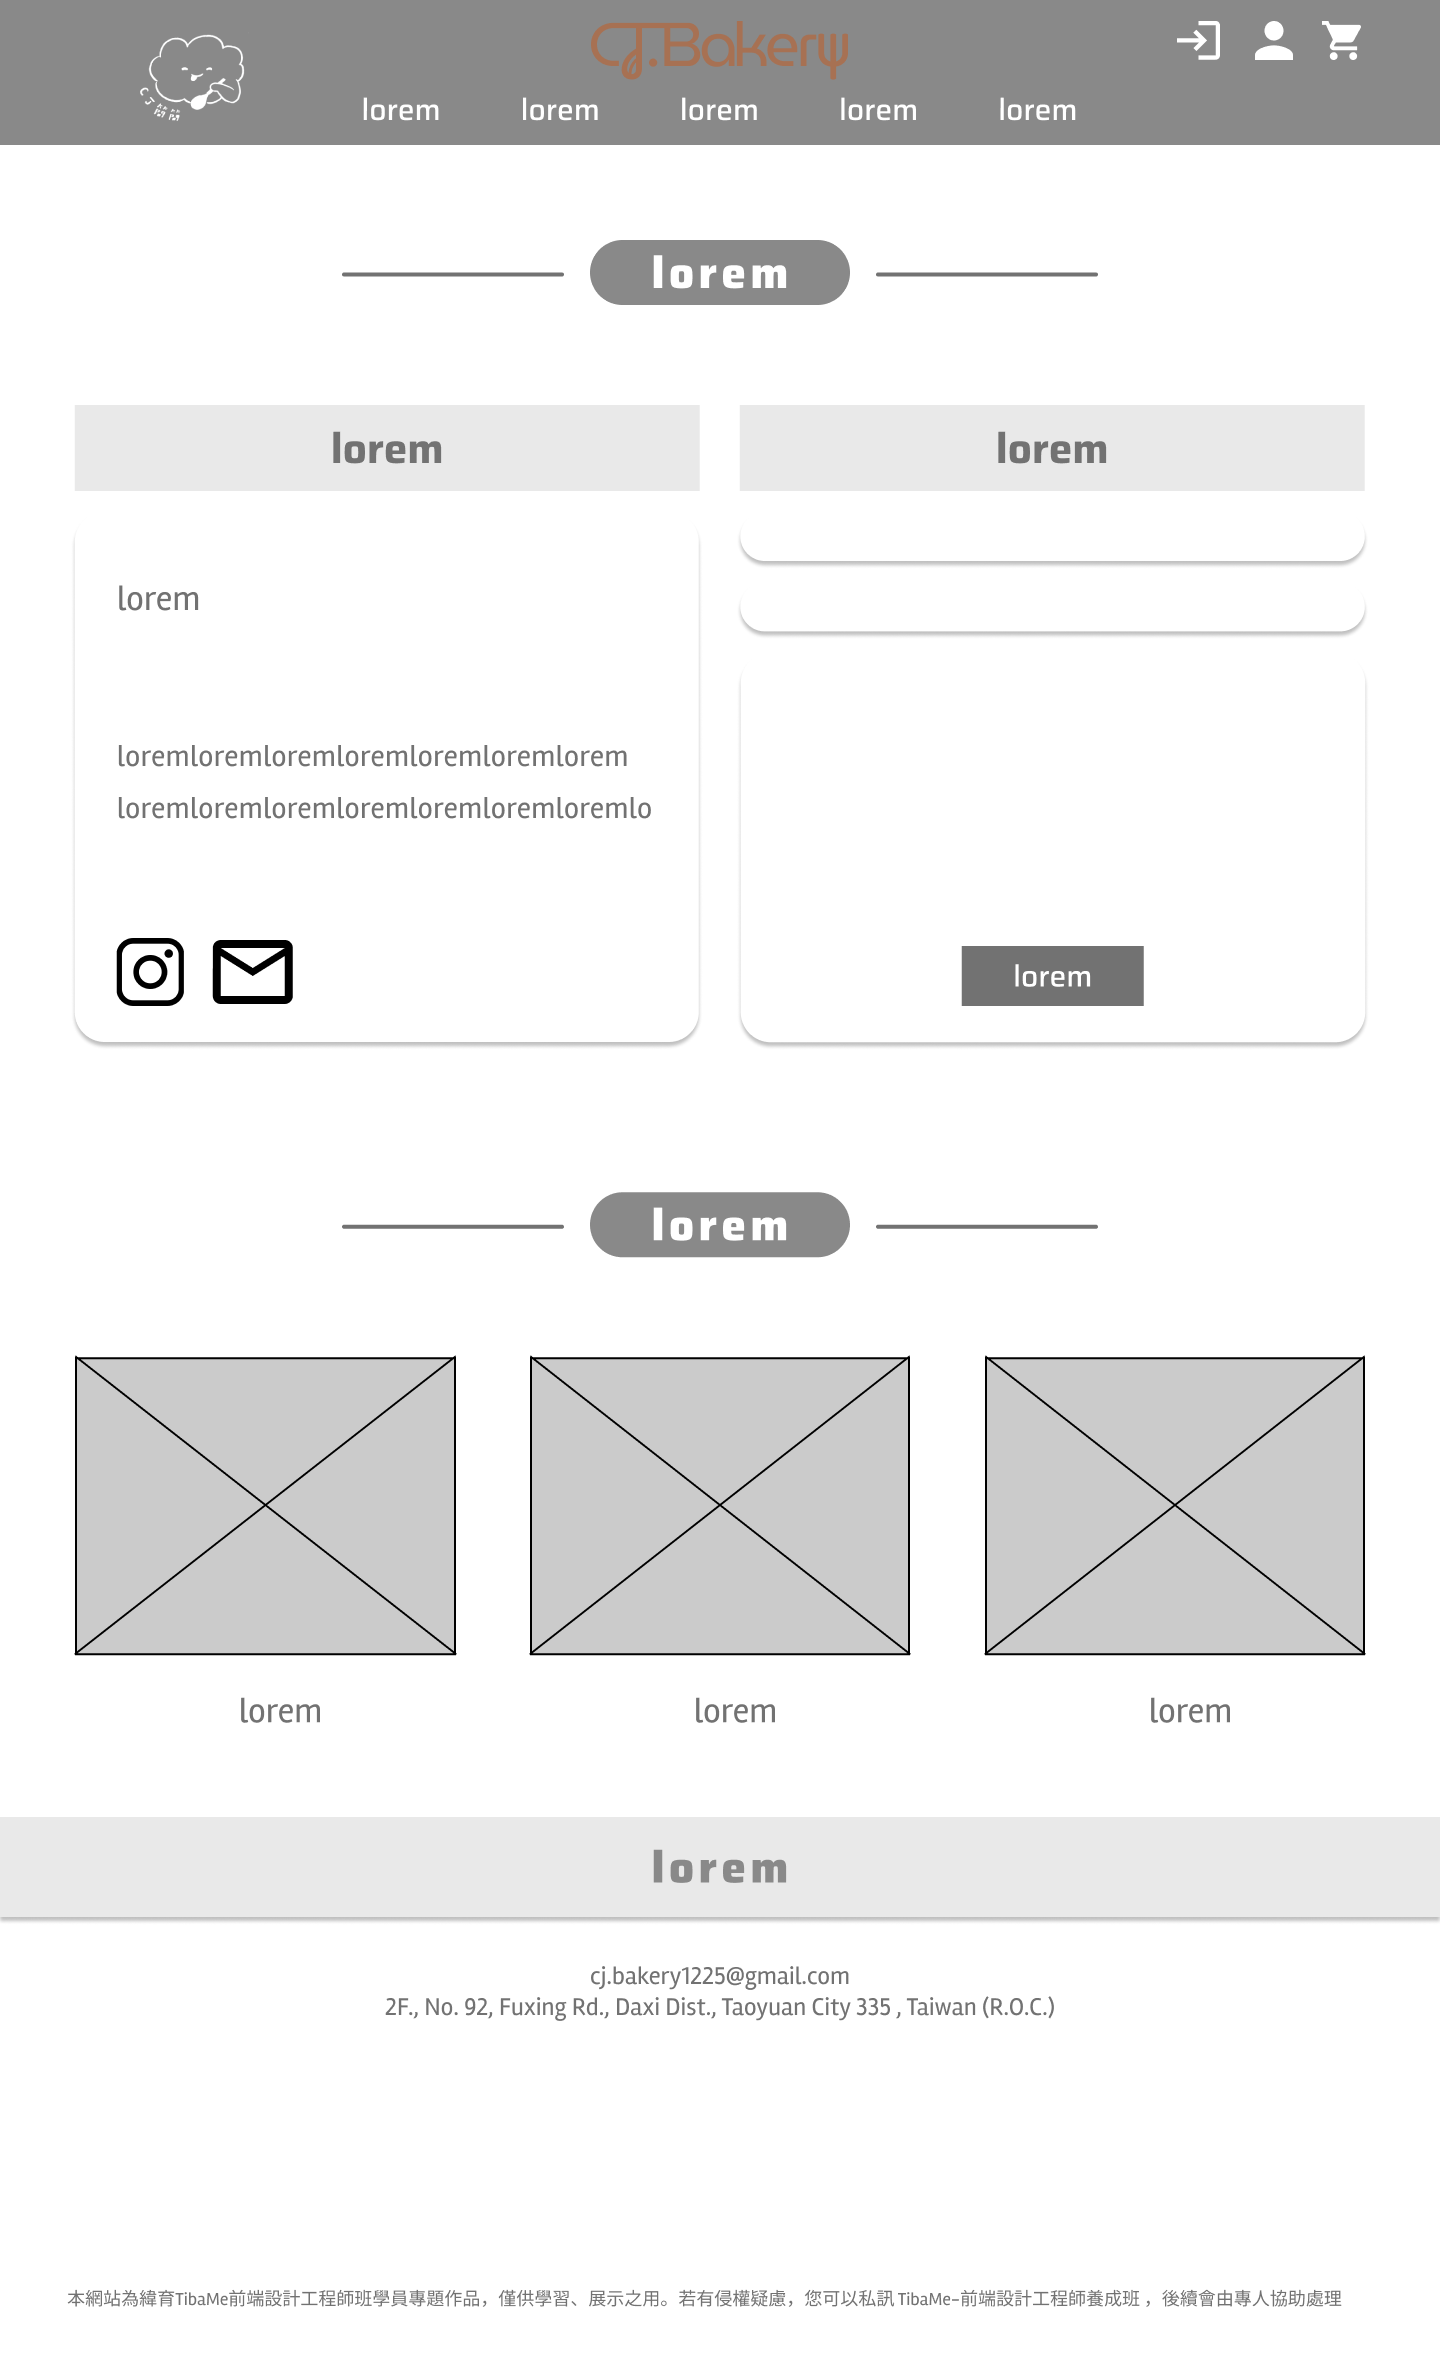 CJ.Bakery
CJ麻麻
lorem lorem lorem lorem lorem
lorem
lorem
lorem
lorem
loremloremloremloremloremloremlorem
loremloremloremloremloremloremloremlo
lorem
lorem
lorem
lorem
lorem
lorem
cj.bakery1225@gmail.com
2F., No. 92, Fuxing Rd., Daxi Dist., Taoyuan City 335 , Taiwan (R.O.C.)
本網站為緯育TibaMe前端設計工程師班學員專題作品，僅供學習、展示之用。若有侵權疑慮，您可以私訊 TibaMe-前端設計工程師養成班 ，後續會由專人協助處理